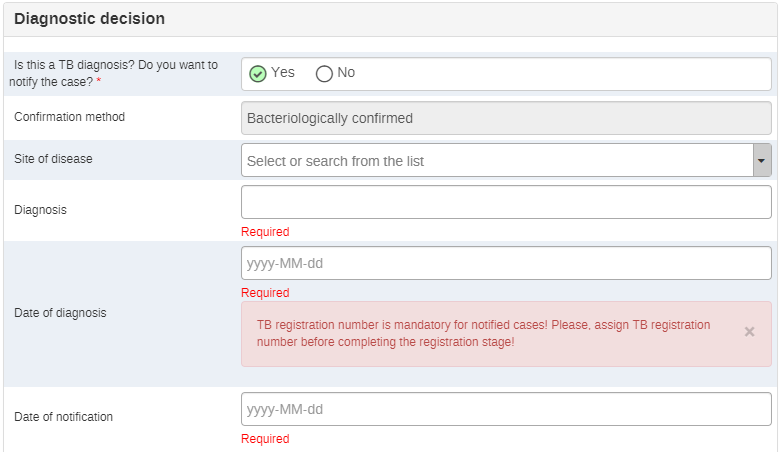 Diagnostic decision
Is this a TB diagnosis? Do you want to
notify the case? *
Yes
No
Confirmation method
Bacteriologically confirmed
Site of disease
Select or search from the list
Diagnosis
Required
yyyy-MM-dd
Required
Date of diagnosis
TB registration number is mandatory for notified cases! Please, assign TB registration
number before completing the registration stage!
×
Date of notification
yyyy-MM-dd
Required